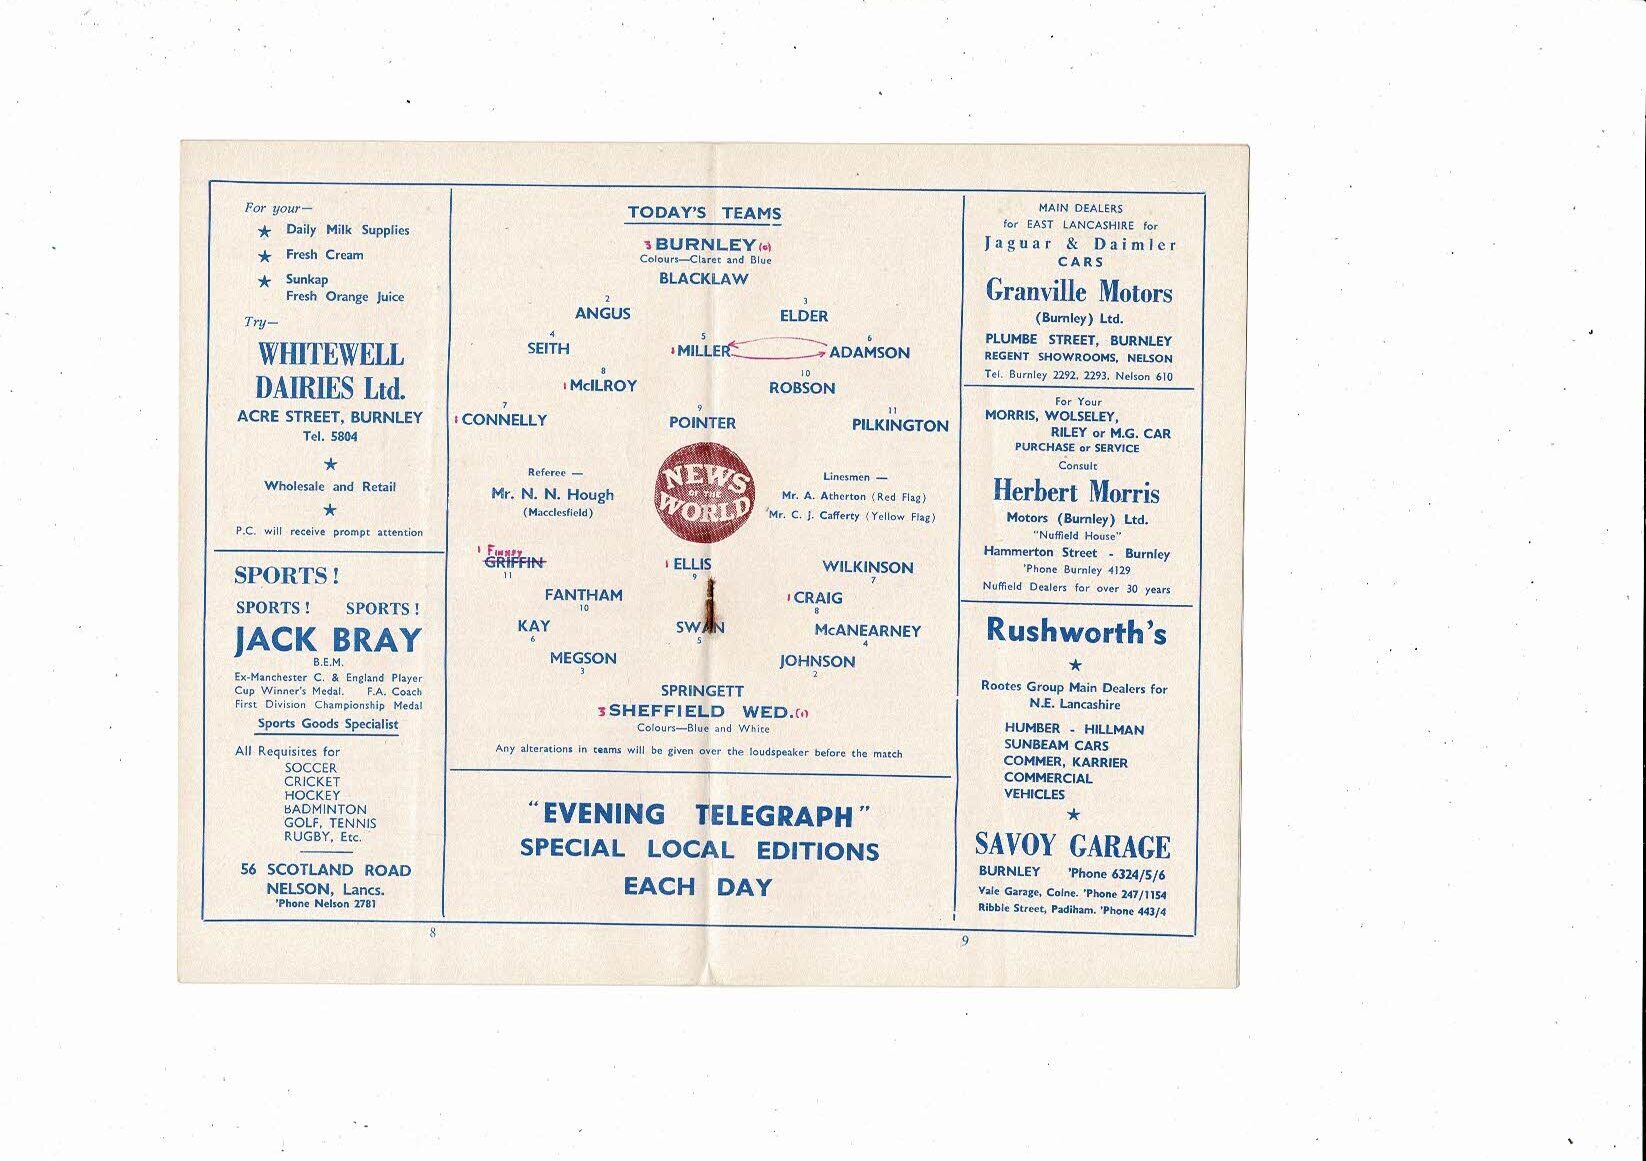 For your—
★ Daily Milk Supplies
★ Fresh Cream
★ Sunkap
Fresh Orange Juice
Try—
WHITEWELL
DAIRIES Ltd.
ACRE STREET, BURNLEY
Tel. 5804
★
Wholesale and Retail
★
P.C. will receive prompt attention
SPORTS !
SPORTS ! SPORTS !
JACK BRAY
B.E.M.
Ex-Manchester C. & England Player
Cup Winner's Medal. F.A. Coach
First Division Championship Medal
Sports Goods Specialist
All Requisites for
SOCCER
CRICKET
HOCKEY
BADMINTON
GOLF, TENNIS
RUGBY, Etc.
56 SCOTLAND ROAD
NELSON, Lancs.
'Phone Nelson 2781
8
TODAY'S TEAMS
3 BURNLEY (0)
Colours—Claret and Blue
BLACKLAW
2 3
ANGUS ELDER
4 5 6
SEITH 1 MILLER ADAMSON
8 10
1 McILROY ROBSON
7 9 11
1 CONNELLY POINTER PILKINGTON
Referee — Linesmen —
Mr. N. N. Hough Mr. A. Atherton (Red Flag)
(Macclesfield) Mr. C. J. Cafferty (Yellow Flag)
NEWS
OF THE
WORLD
1 Finney
GRIFFIN 1 ELLIS WILKINSON
11 9 7
FANTHAM 1 CRAIG
10 8
KAY SWAN McANEARNEY
6 5 4
MEGSON JOHNSON
3 2
SPRINGETT
3 SHEFFIELD WED. (1)
Colours—Blue and White
Any alterations in teams will be given over the loudspeaker before the match
"EVENING TELEGRAPH"
SPECIAL LOCAL EDITIONS
EACH DAY
MAIN DEALERS
for EAST LANCASHIRE for
Jaguar & Daimler
CARS
Granville Motors
(Burnley) Ltd.
PLUMBE STREET, BURNLEY
REGENT SHOWROOMS, NELSON
Tel. Burnley 2292, 2293, Nelson 610
For Your
MORRIS, WOLSELEY,
RILEY or M.G. CAR
PURCHASE or SERVICE
Consult
Herbert Morris
Motors (Burnley) Ltd.
"Nuffield House"
Hammerton Street - Burnley
'Phone Burnley 4129
Nuffield Dealers for over 30 years
Rushworth's
★
Rootes Group Main Dealers for
N.E. Lancashire
HUMBER - HILLMAN
SUNBEAM CARS
COMMER, KARRIER
COMMERCIAL
VEHICLES
★
SAVOY GARAGE
BURNLEY 'Phone 6324/5/6
Vale Garage, Colne. 'Phone 247/1154
Ribble Street, Padiham. 'Phone 443/4
9